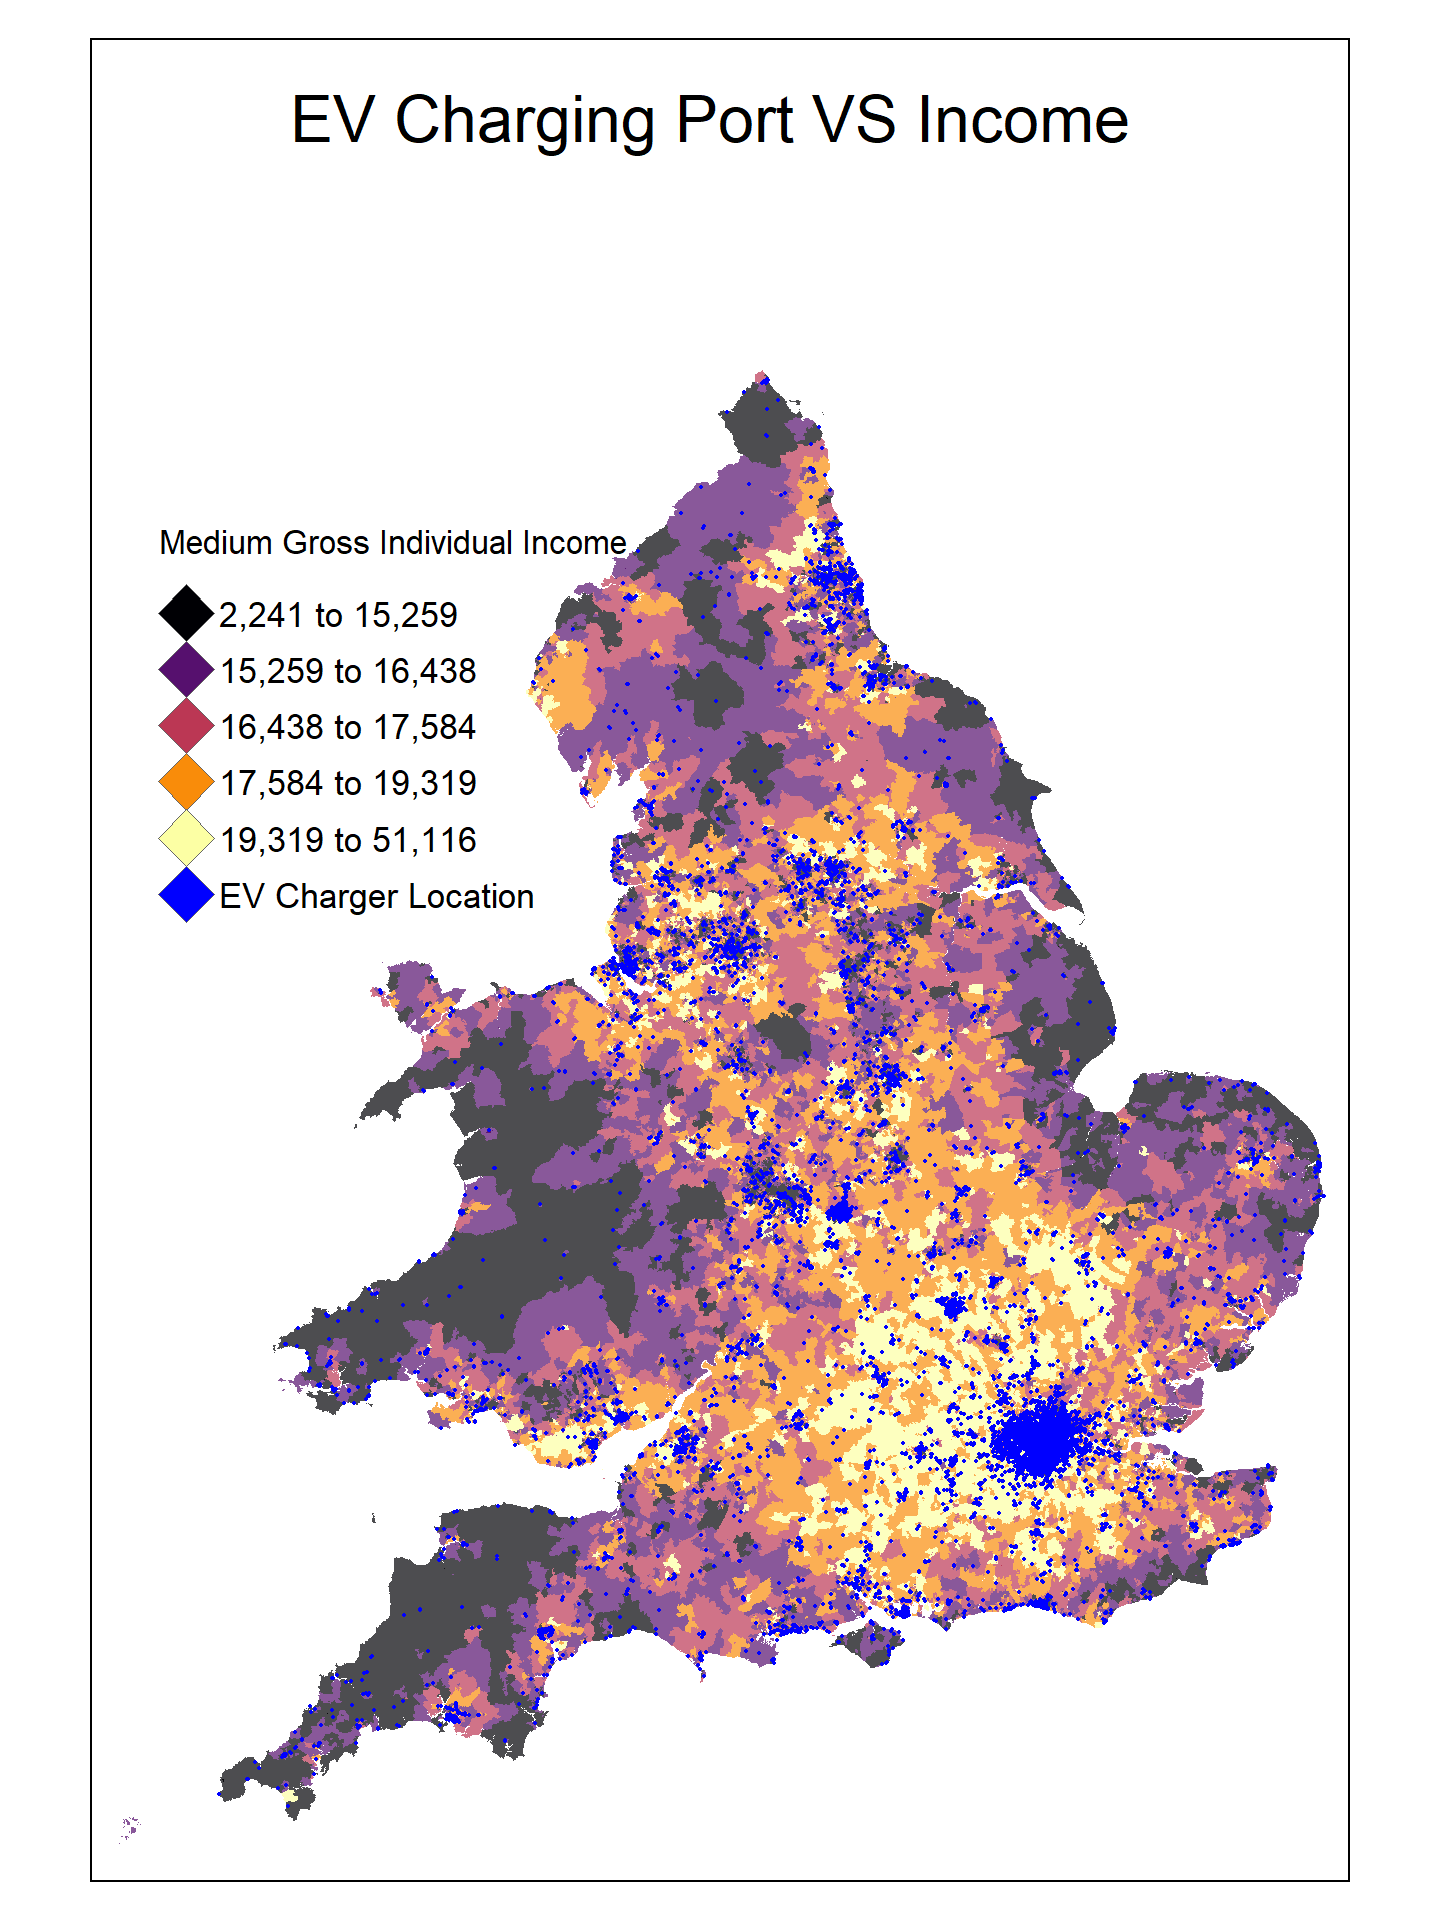 EV Charging Port VS Income
Medium Gross Individual Income
2,241 to 15,259
15,259 to 16,438
16,438 to 17,584
17,584 to 19,319
19,319 to 51,116
EV Charger Location